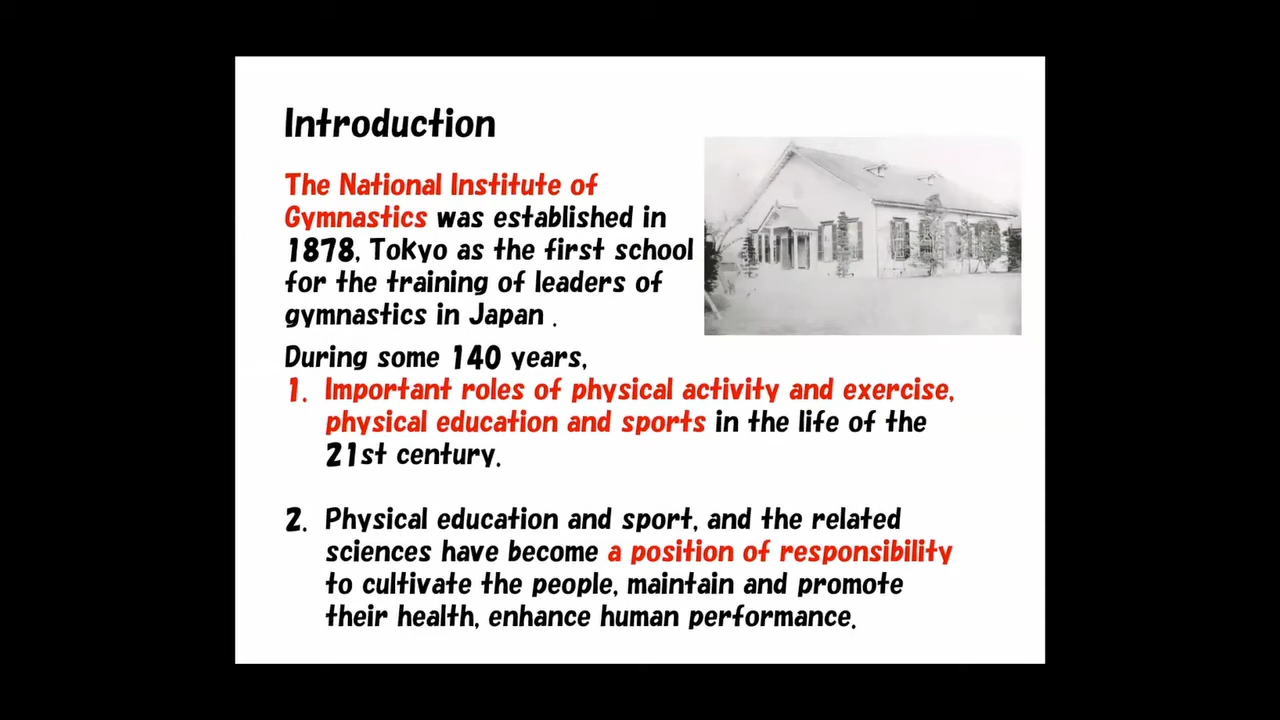 Introduction
The National Institute of
Gymnastics was established in
1878, Tokyo as the first school
for the training of leaders of
gymnastics in Japan .
During some 140 years,
1. Important roles of physical activity and exercise,
physical education and sports in the life of the
21st century.
2. Physical education and sport, and the related
sciences have become a position of responsibility
to cultivate the people, maintain and promote
their health, enhance human performance.